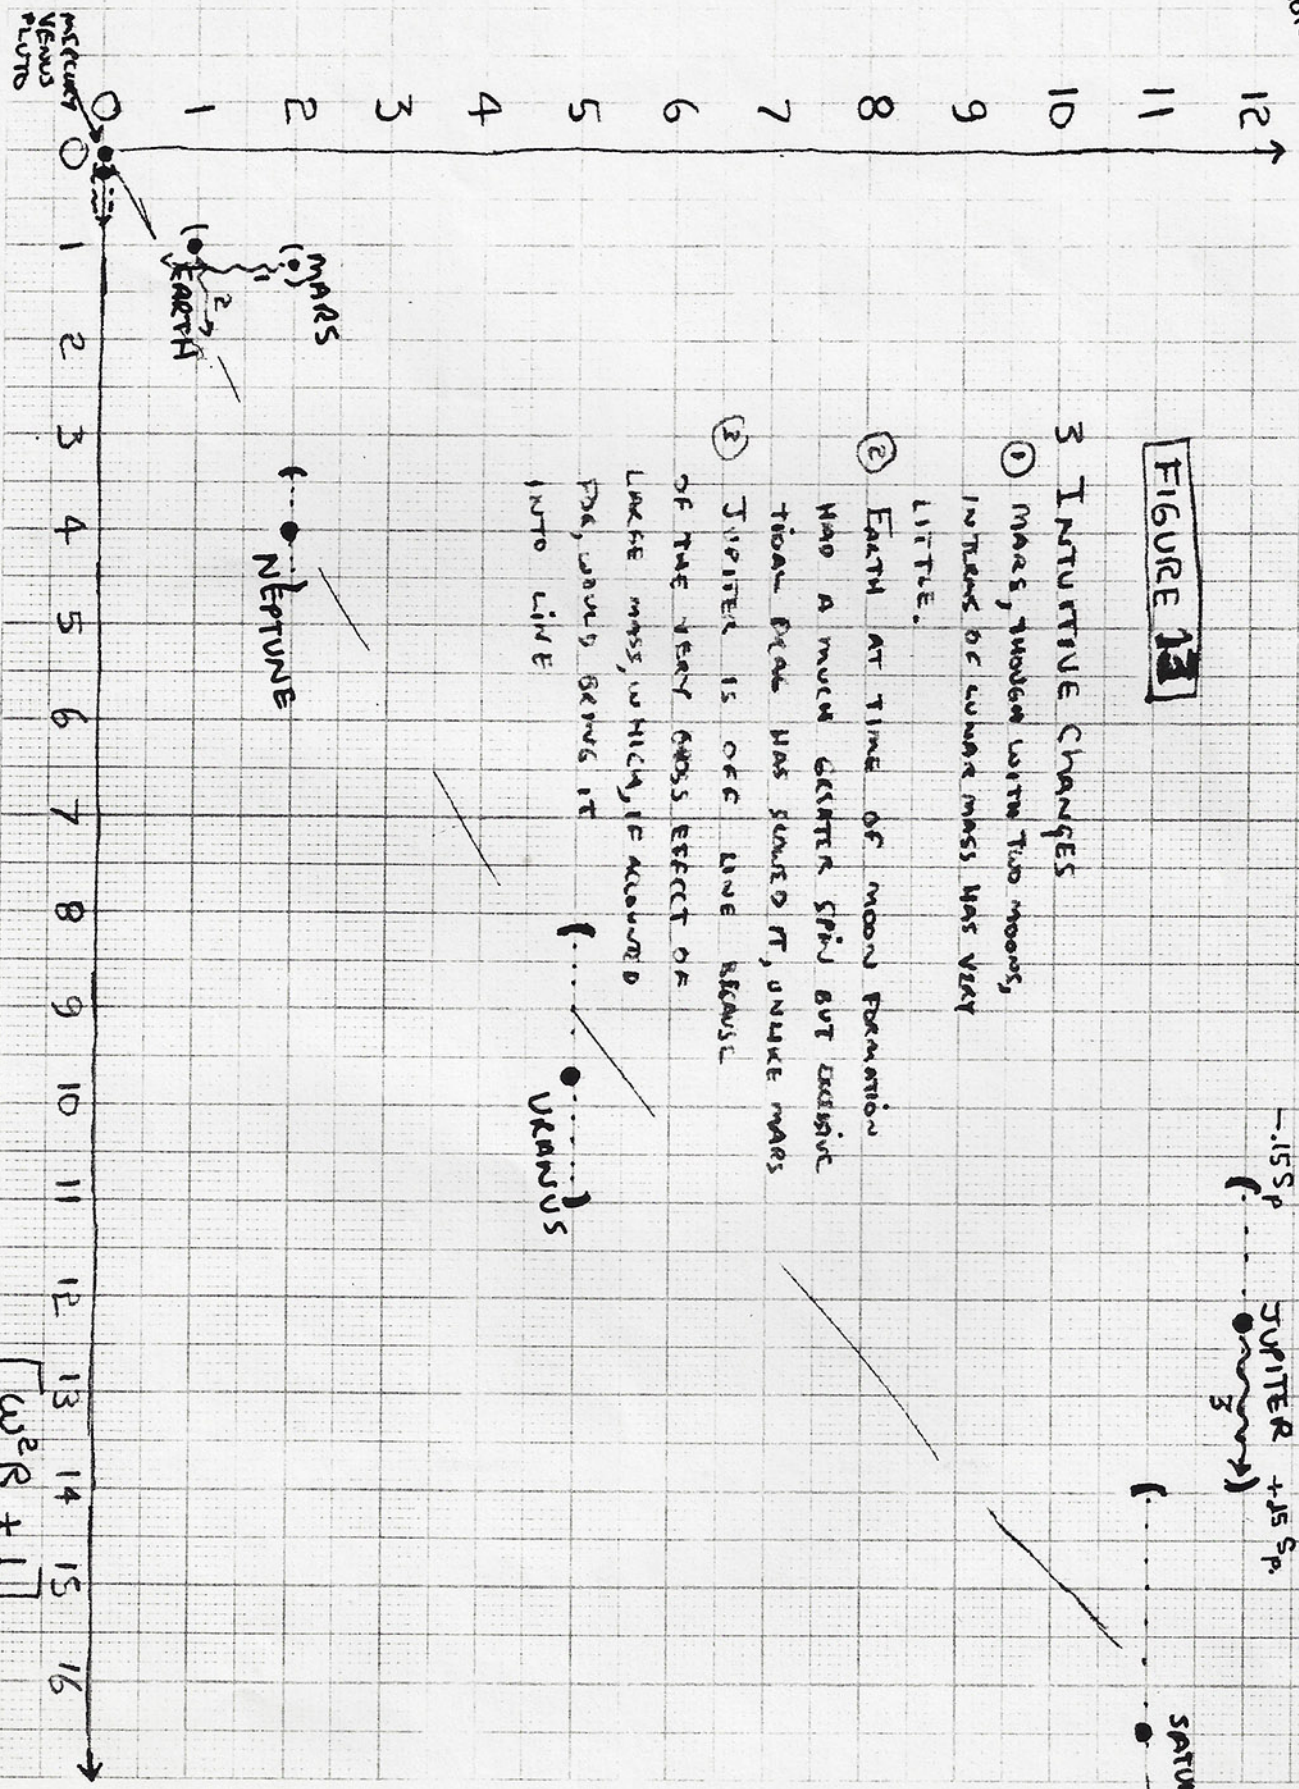 FIGURE 13
3 INTUITIVE CHANGES
① MARS, THOUGH WITH TWO MOONS,
IN TERMS OF LUNAR MASS HAS VERY
LITTLE.
② EARTH AT TIME OF MOON FORMATION
HAD A MUCH GREATER SPIN BUT EXCESSIVE
TIDAL DRAG HAS SLOWED IT, UNLIKE MARS
③ JUPITER IS OFF LINE BECAUSE
OF THE VERY GROSS EFFECT OF
LARGE MASS, WHICH, IF ACCOUNTED
FOR, WOULD BRING IT
INTO LINE
12
11
10
9
8
7
6
5
4
3
2
1
0
-.15 Sp
JUPITER +.15 Sp.
3
SATU
URANUS
NEPTUNE
MARS
1
2
EARTH
MERCURY
VENUS
PLUTO
0 1 2 3 4 5 6 7 8 9 10 11 12 13 14 15 16
ω²R + 1